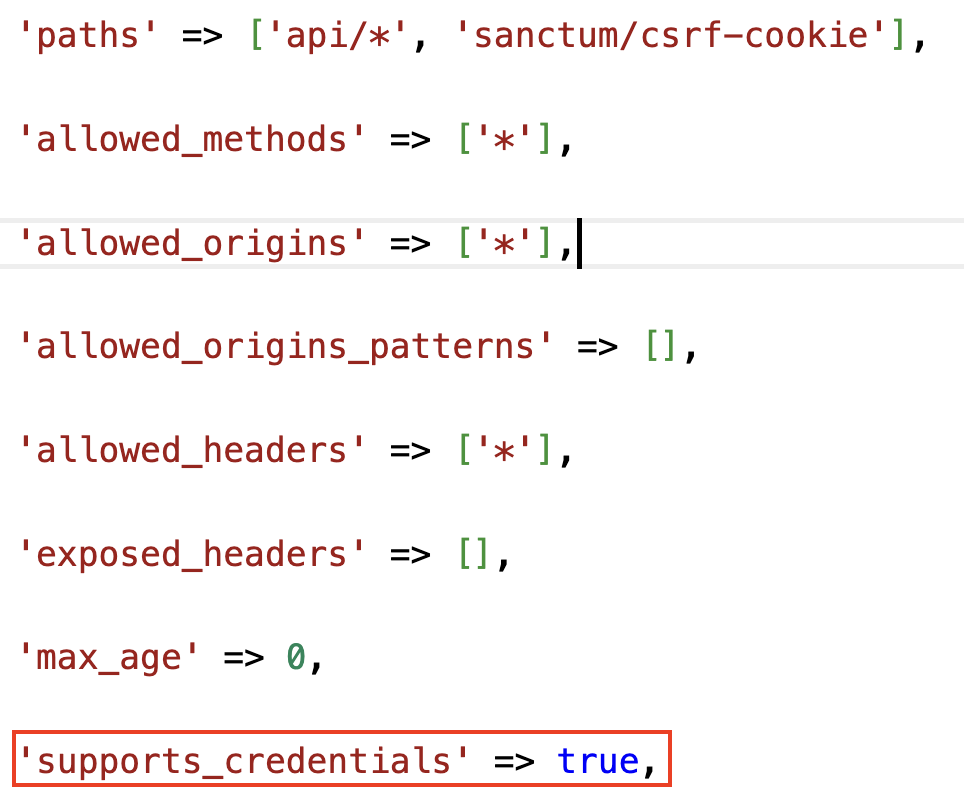 'paths' => ['api/*', 'sanctum/csrf-cookie'],
'allowed_methods' => ['*'],
'allowed_origins' => ['*'],
'allowed_origins_patterns' => [],
'allowed_headers' => ['*'],
'exposed_headers' => [],
'max_age' => 0,
'supports_credentials' => true,